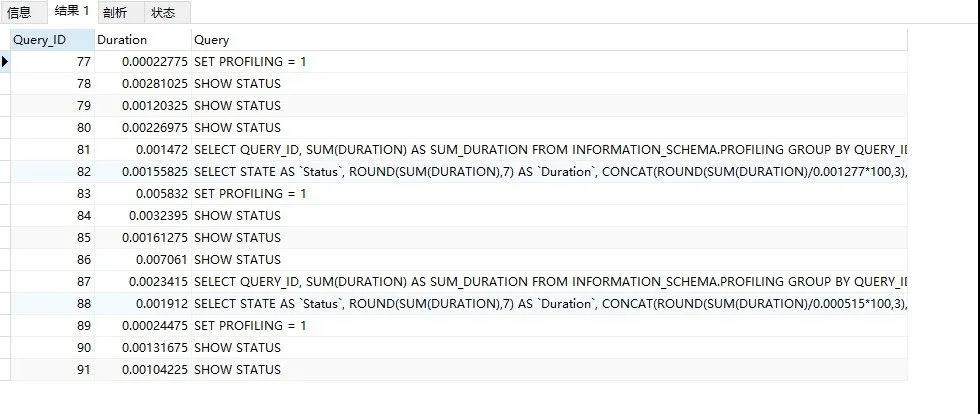 信息 结果 1 剖析 状态
Query_ID Duration Query
77 0.00022775 SET PROFILING = 1
78 0.00281025 SHOW STATUS
79 0.00120325 SHOW STATUS
80 0.00226975 SHOW STATUS
81 0.001472 SELECT QUERY_ID, SUM(DURATION) AS SUM_DURATION FROM INFORMATION_SCHEMA.PROFILING GROUP BY QUERY_ID
82 0.00155825 SELECT STATE AS `Status`, ROUND(SUM(DURATION),7) AS `Duration`, CONCAT(ROUND(SUM(DURATION)/0.001277*100,3),
83 0.005832 SET PROFILING = 1
84 0.0032395 SHOW STATUS
85 0.00161275 SHOW STATUS
86 0.007061 SHOW STATUS
87 0.0023415 SELECT QUERY_ID, SUM(DURATION) AS SUM_DURATION FROM INFORMATION_SCHEMA.PROFILING GROUP BY QUERY_ID
88 0.001912 SELECT STATE AS `Status`, ROUND(SUM(DURATION),7) AS `Duration`, CONCAT(ROUND(SUM(DURATION)/0.000515*100,3),
89 0.00024475 SET PROFILING = 1
90 0.00131675 SHOW STATUS
91 0.00104225 SHOW STATUS